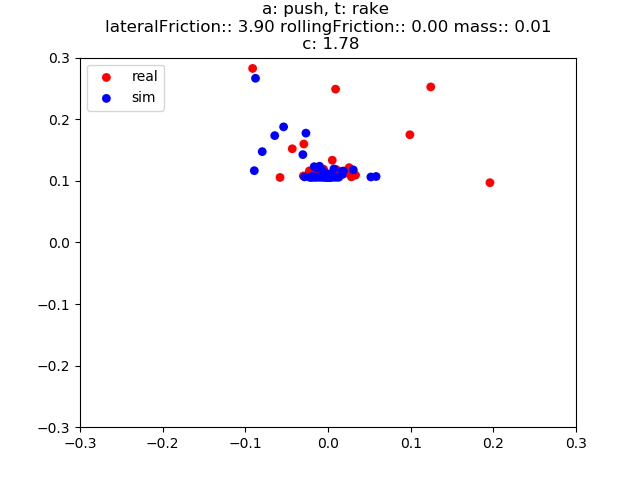 a: push, t: rake
lateralFriction:: 3.90 rollingFriction:: 0.00 mass:: 0.01
c: 1.78
real
sim
0.3
0.2
0.1
0.0
−0.1
−0.2
−0.3
−0.3 −0.2 −0.1 0.0 0.1 0.2 0.3